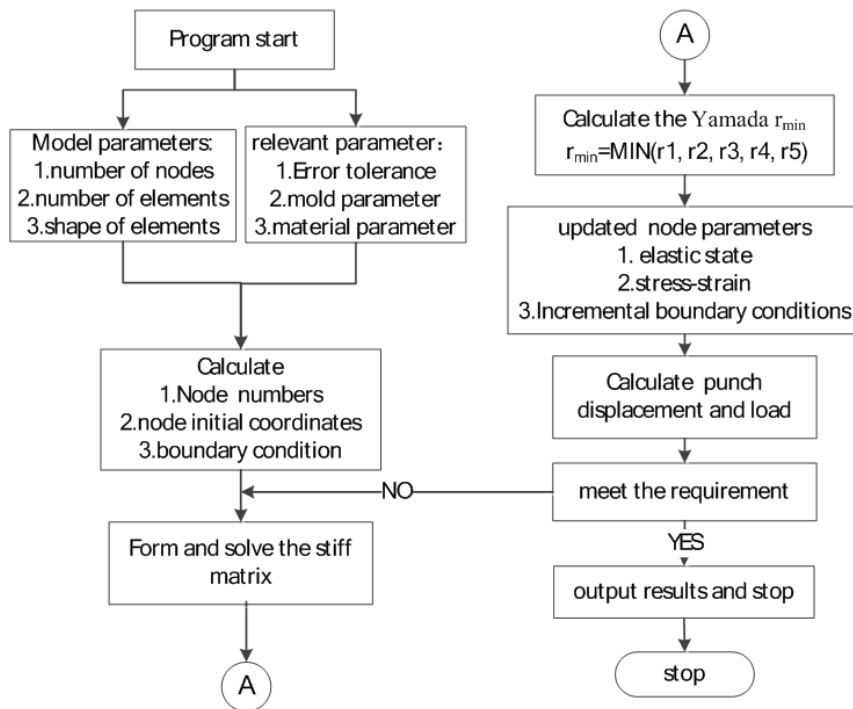 Program start
Model parameters:
1.number of nodes
2.number of elements
3.shape of elements
relevant parameter：
1.Error tolerance
2.mold parameter
3.material parameter
Calculate
1.Node numbers
2.node initial coordinates
3.boundary condition
Form and solve the stiff
matrix
A
A
Calculate the Yamada rmin
rmin=MIN(r1, r2, r3, r4, r5)
updated node parameters
1. elastic state
2.stress-strain
3.Incremental boundary conditions
Calculate punch
displacement and load
meet the requirement
NO
YES
output results and stop
stop